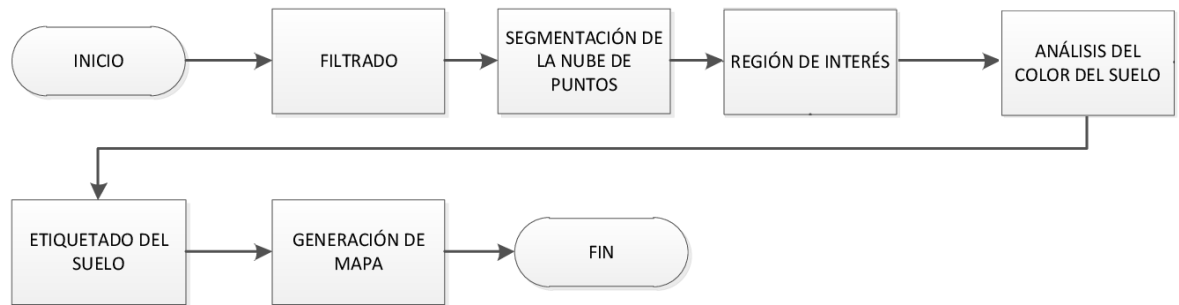 INICIO
FILTRADO
SEGMENTACIÓN DE
LA NUBE DE
PUNTOS
REGIÓN DE INTERÉS
ANÁLISIS DEL
COLOR DEL SUELO
ETIQUETADO DEL
SUELO
GENERACIÓN DE
MAPA
FIN